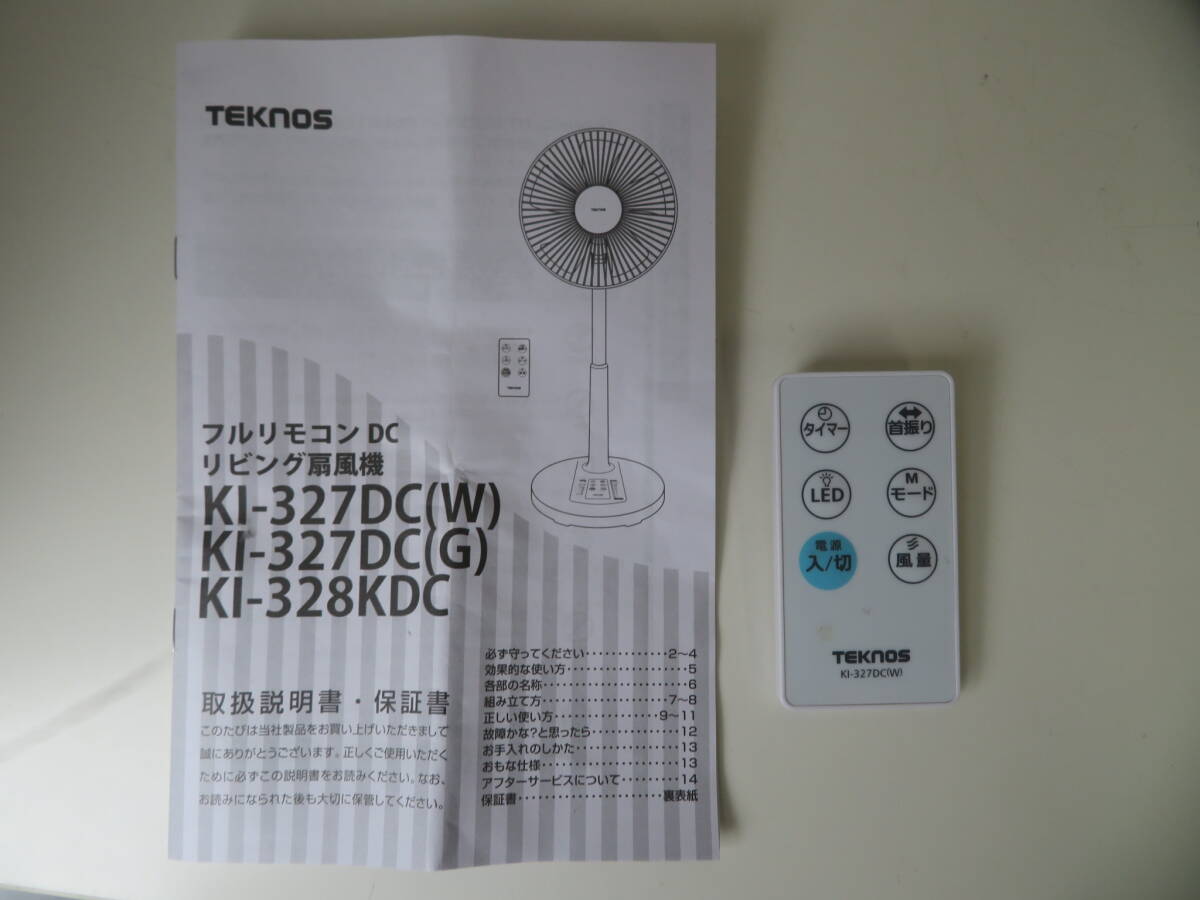 TEKNOS
フルリモコン DC
リビング扇風機
KI-327DC(W)
KI-327DC(G)
KI-328KDC
取扱説明書・保証書
このたびは当社製品をお買い上げいただきまして
誠にありがとうございます。正しくご使用いただく
ために必ずこの説明書をお読みください。なお、
お読みになられた後も大切に保管してください。
必ず守ってください・・・・・・・・・・・・2〜4
効果的な使い方・・・・・・・・・・・・・・・・・・5
各部の名称・・・・・・・・・・・・・・・・・・・・・6
組み立て方・・・・・・・・・・・・・・・・・・7〜8
正しい使い方・・・・・・・・・・・・・・・9〜11
故障かな?と思ったら・・・・・・・・・・・・・12
お手入れのしかた・・・・・・・・・・・・・・・13
おもな仕様・・・・・・・・・・・・・・・・・・・・13
アフターサービスについて・・・・・・・・・14
保証書・・・・・・・・・・・・・・・・・・・・・裏表紙
タイマー
首振り
LED
M
モード
電源
入/切
風量
TEKNOS
KI-327DC(W)